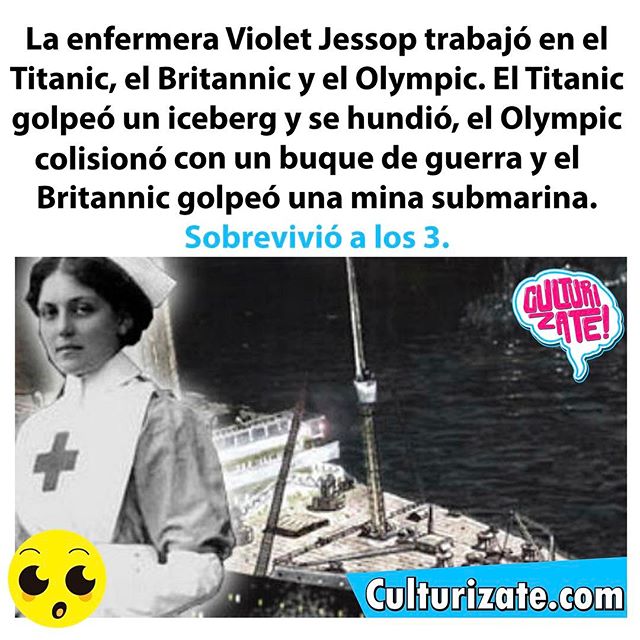 La enfermera Violet Jessop trabajó en el
Titanic, el Britannic y el Olympic. El Titanic
golpeó un iceberg y se hundió, el Olympic
colisionó con un buque de guerra y el
Britannic golpeó una mina submarina.
Sobrevivió a los 3.
CULTURI
ZATE!
Culturizate.com